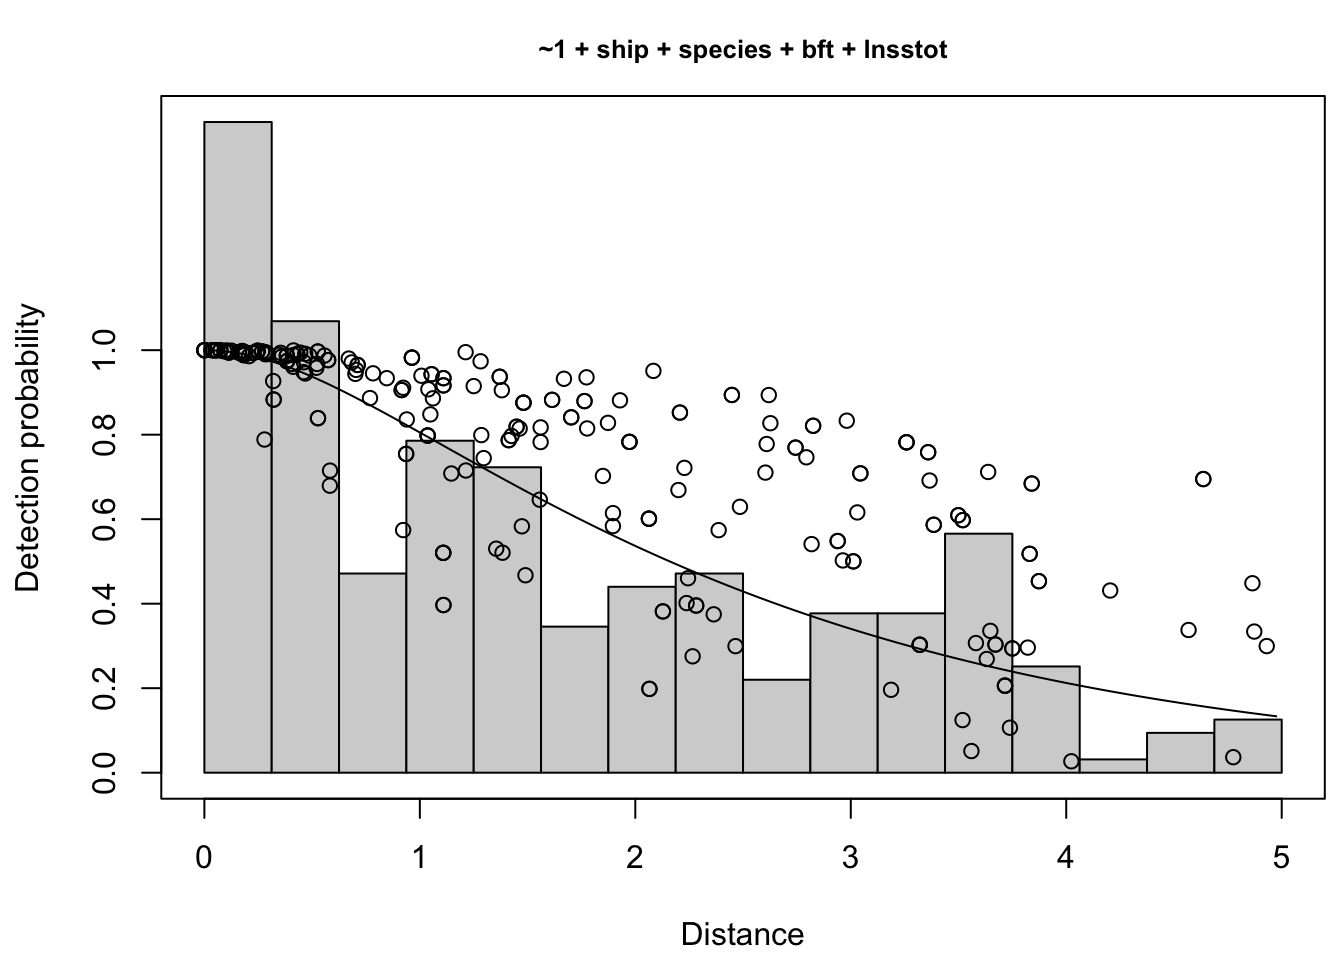 ~1 + ship + species + bft + lnsstot
Detection probability
1.0
0.8
0.6
0.4
0.2
0.0
0 1 2 3 4 5
Distance